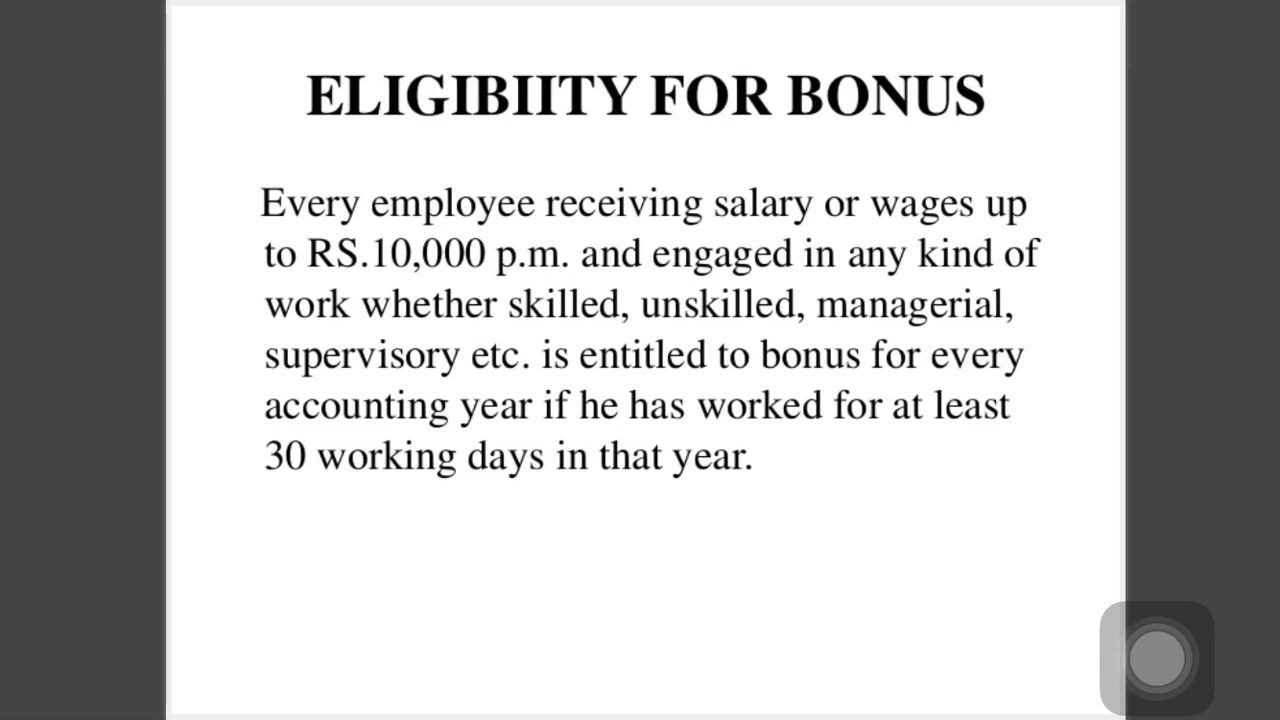 ELIGIBIITY FOR BONUS
Every employee receiving salary or wages up
to RS.10,000 p.m. and engaged in any kind of
work whether skilled, unskilled, managerial,
supervisory etc. is entitled to bonus for every
accounting year if he has worked for at least
30 working days in that year.